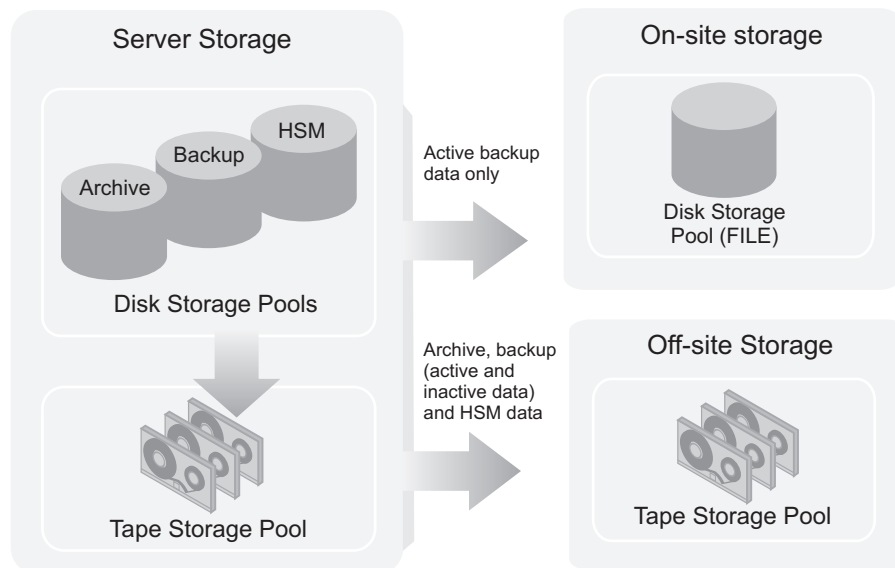 Server Storage
HSM
Backup
Archive
Disk Storage Pools
Tape Storage Pool
Active backup
data only
Archive, backup
(active and
inactive data)
and HSM data
On-site storage
Disk Storage
Pool (FILE)
Off-site Storage
Tape Storage Pool